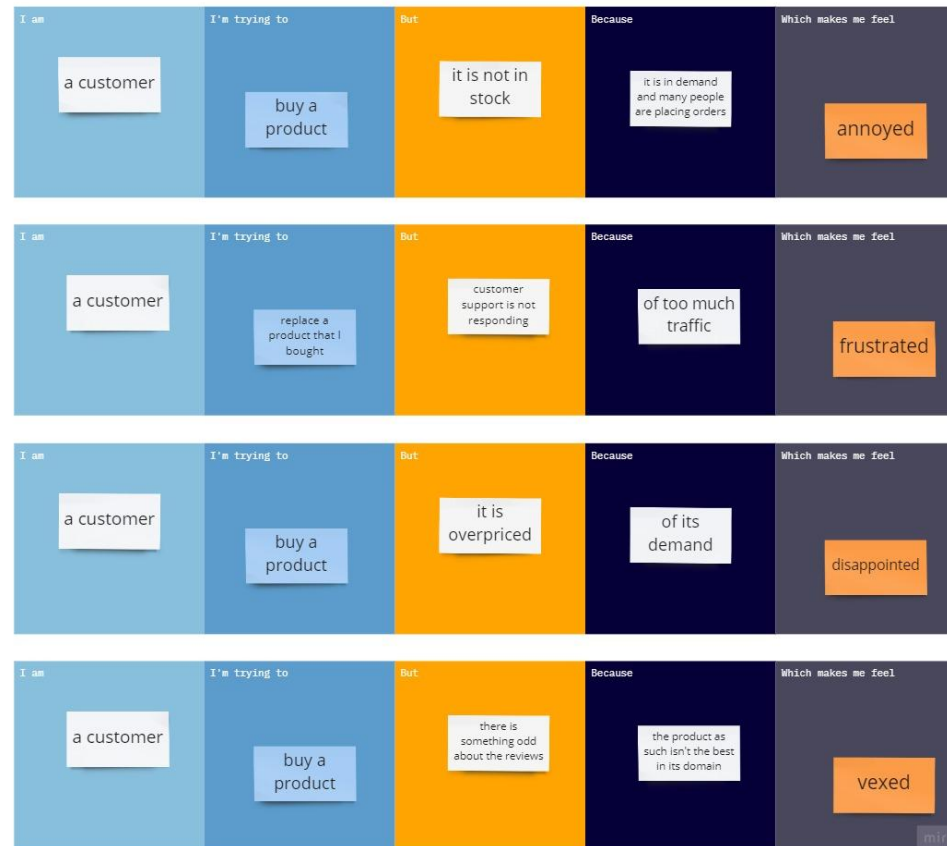 I am
I'm trying to
But
Because
Which makes me feel
a customer
buy a
product
it is not in
stock
it is in demand
and many people
are placing orders
annoyed
I am
I'm trying to
But
Because
Which makes me feel
a customer
replace a
product that I
bought
customer
support is not
responding
of too much
traffic
frustrated
I am
I'm trying to
But
Because
Which makes me feel
a customer
buy a
product
it is
overpriced
of its
demand
disappointed
I am
I'm trying to
But
Because
Which makes me feel
a customer
buy a
product
there is
something odd
about the reviews
the product as
such isn't the best
in its domain
vexed